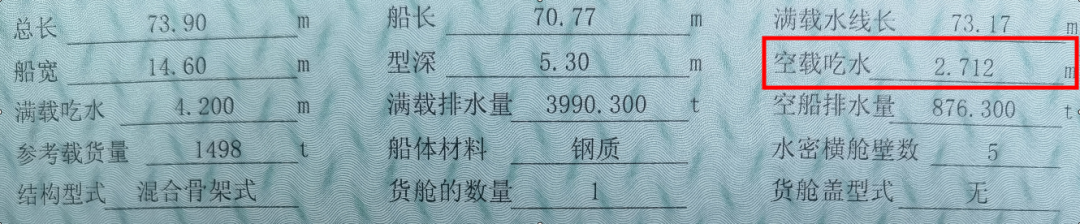 总长 73.90 m 船长 70.77 m 满载水线长 73.17 m
船宽 14.60 m 型深 5.30 m 空载吃水 2.712 m
满载吃水 4.200 m 满载排水量 3990.300 t 空船排水量 876.300 t
参考载货量 1498 t 船体材料 钢质 水密横舱壁数 5
结构型式 混合骨架式 货舱的数量 1 货舱盖型式 无